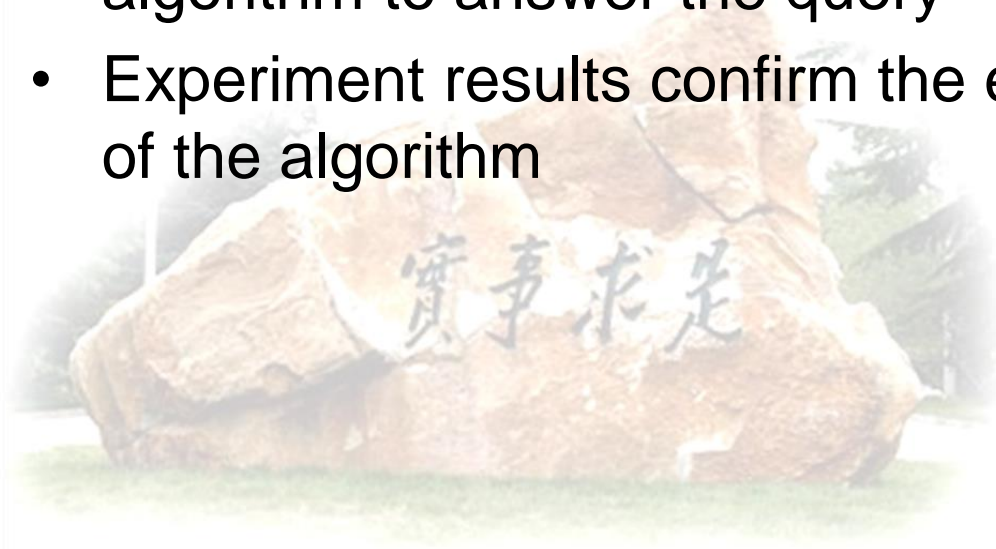 algorithm to answer the query
• Experiment results confirm the
of the algorithm
實事求是